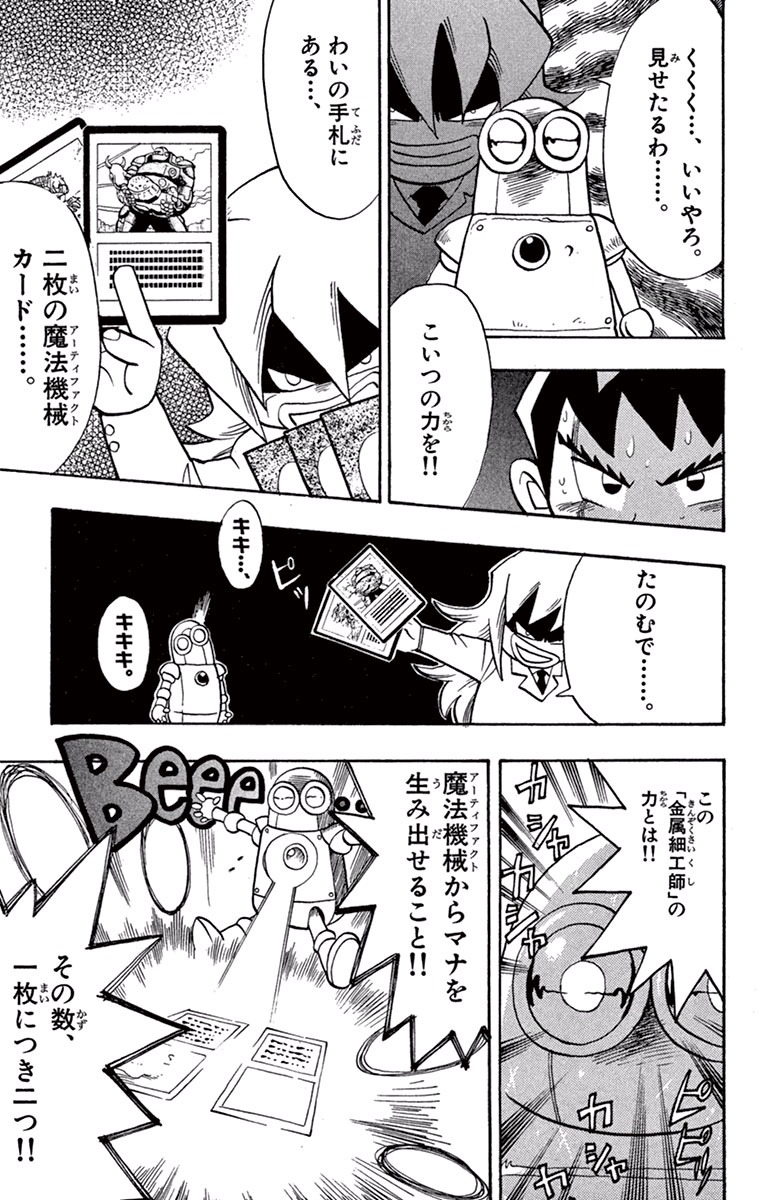 くくく…、いいやろ。
見せたるわ……。
こいつの力を!!
わいの手札に
ある…、
二枚の魔法機械
カード……。
たのむで……。
ピッ
キキ…、
キキキ。
この
「金属細工師」の
力とは!!
カシャ
カシャ
カシャ
ピピピ
カカカ
魔法機械からマナを
生み出せること!!
Beee…
その数、
一枚につき二つ!!